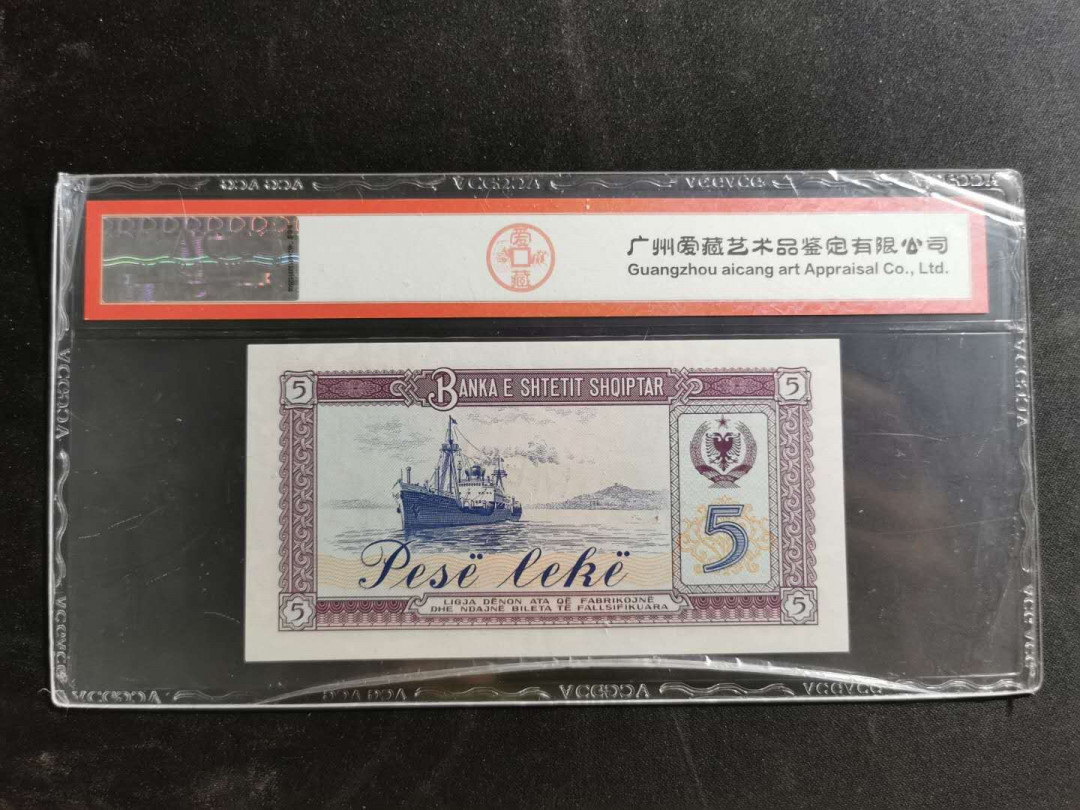 爱藏
广州爱藏艺术品鉴定有限公司
Guangzhou aicang art Appraisal Co., Ltd.
5 BANKA E SHTETIT SHQIPTAR 5
5
Pesë lekë
5 LIGJA DËNON ATA QË FABRIKOJNË 5
DHE NDAJNË BILETA TË FALLSIFIKUARA